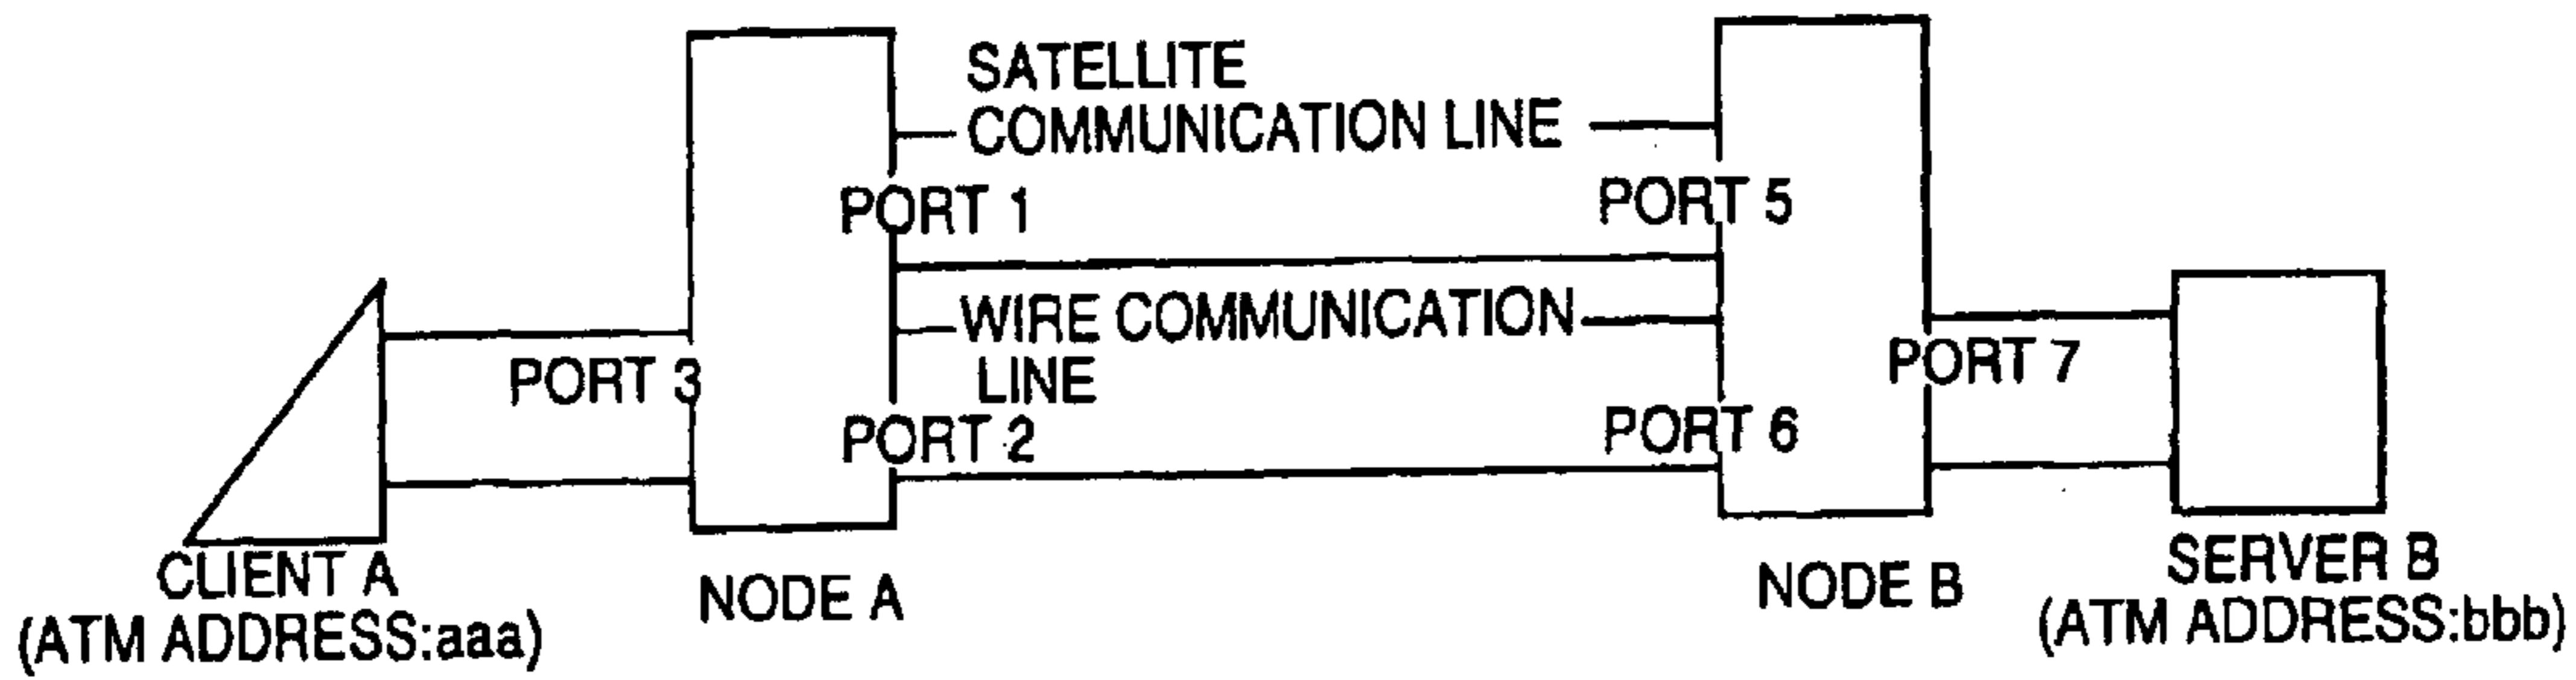 SATELLITE
COMMUNICATION LINE
PORT 1
PORT 5
WIRE COMMUNICATION
LINE
PORT 3
PORT 7
PORT 2
PORT 6
CLIENT A
(ATM ADDRESS:aaa)
NODE A
NODE B
SERVER B
(ATM ADDRESS:bbb)